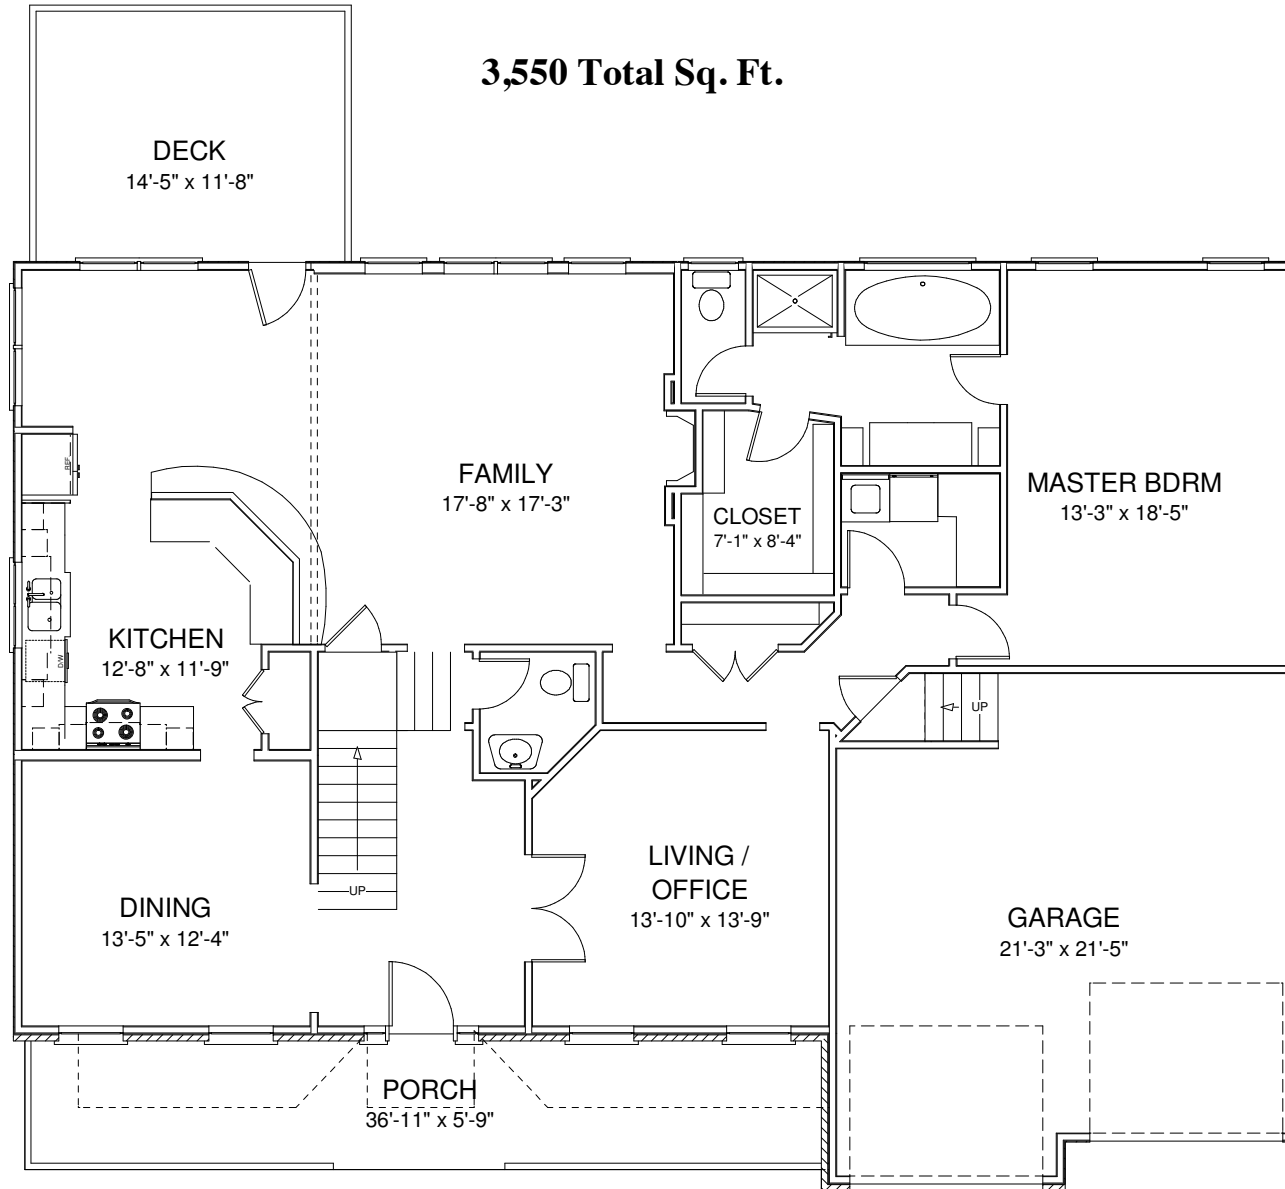 3,550 Total Sq. Ft.
DECK
14'-5" x 11'-8"
FAMILY
17'-8" x 17'-3"
REF
MASTER BDRM
13'-3" x 18'-5"
CLOSET
7'-1" x 8'-4"
KITCHEN
12'-8" x 11'-9"
D/W
UP
UP
LIVING /
OFFICE
13'-10" x 13'-9"
DINING
13'-5" x 12'-4"
GARAGE
21'-3" x 21'-5"
PORCH
36'-11" x 5'-9"